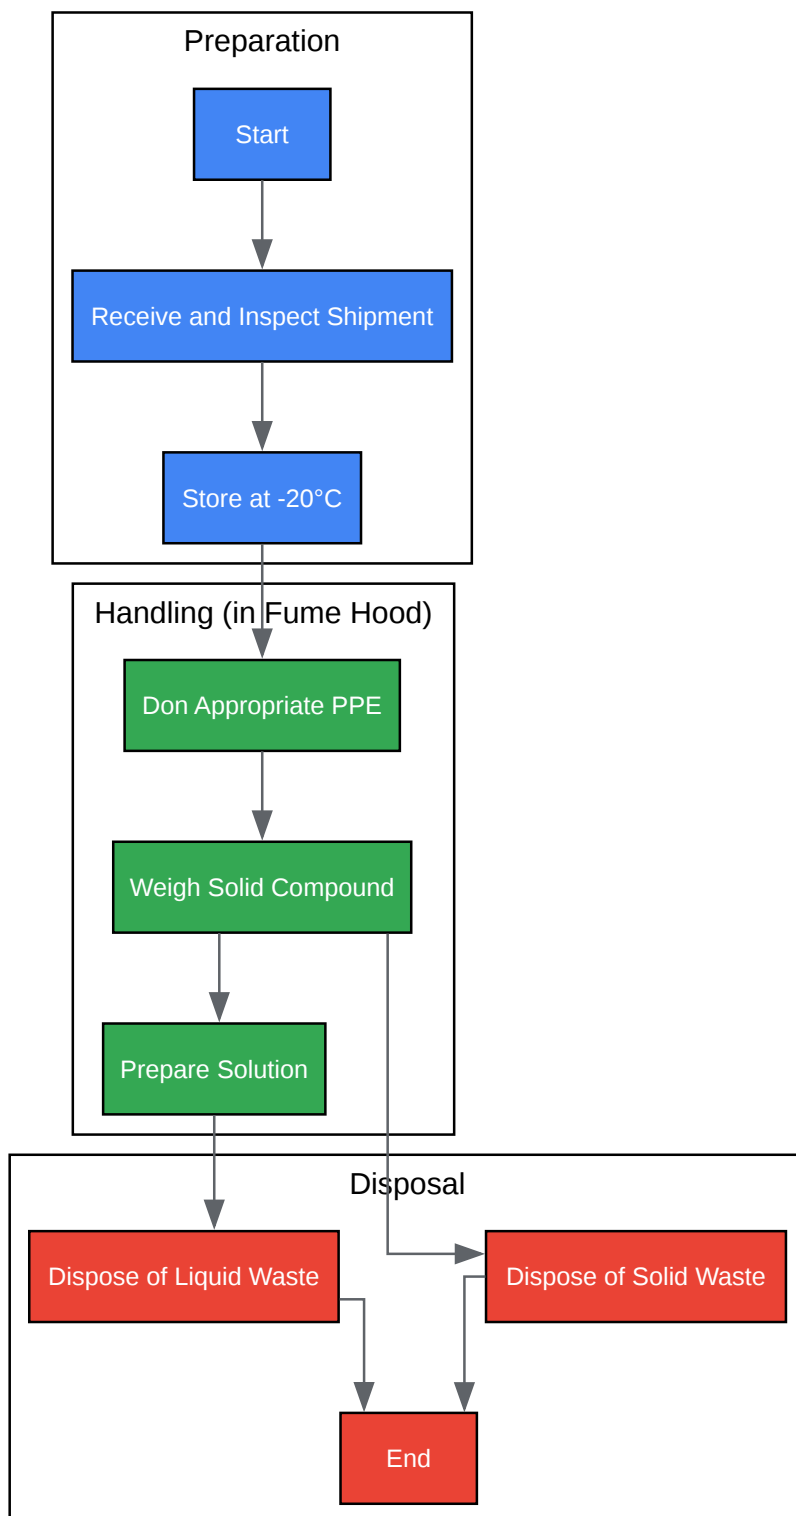 Preparation
Start
Receive and Inspect Shipment
Store at -20°C
Handling (in Fume Hood)
Don Appropriate PPE
Weigh Solid Compound
Prepare Solution
Disposal
Dispose of Liquid Waste
Dispose of Solid Waste
End